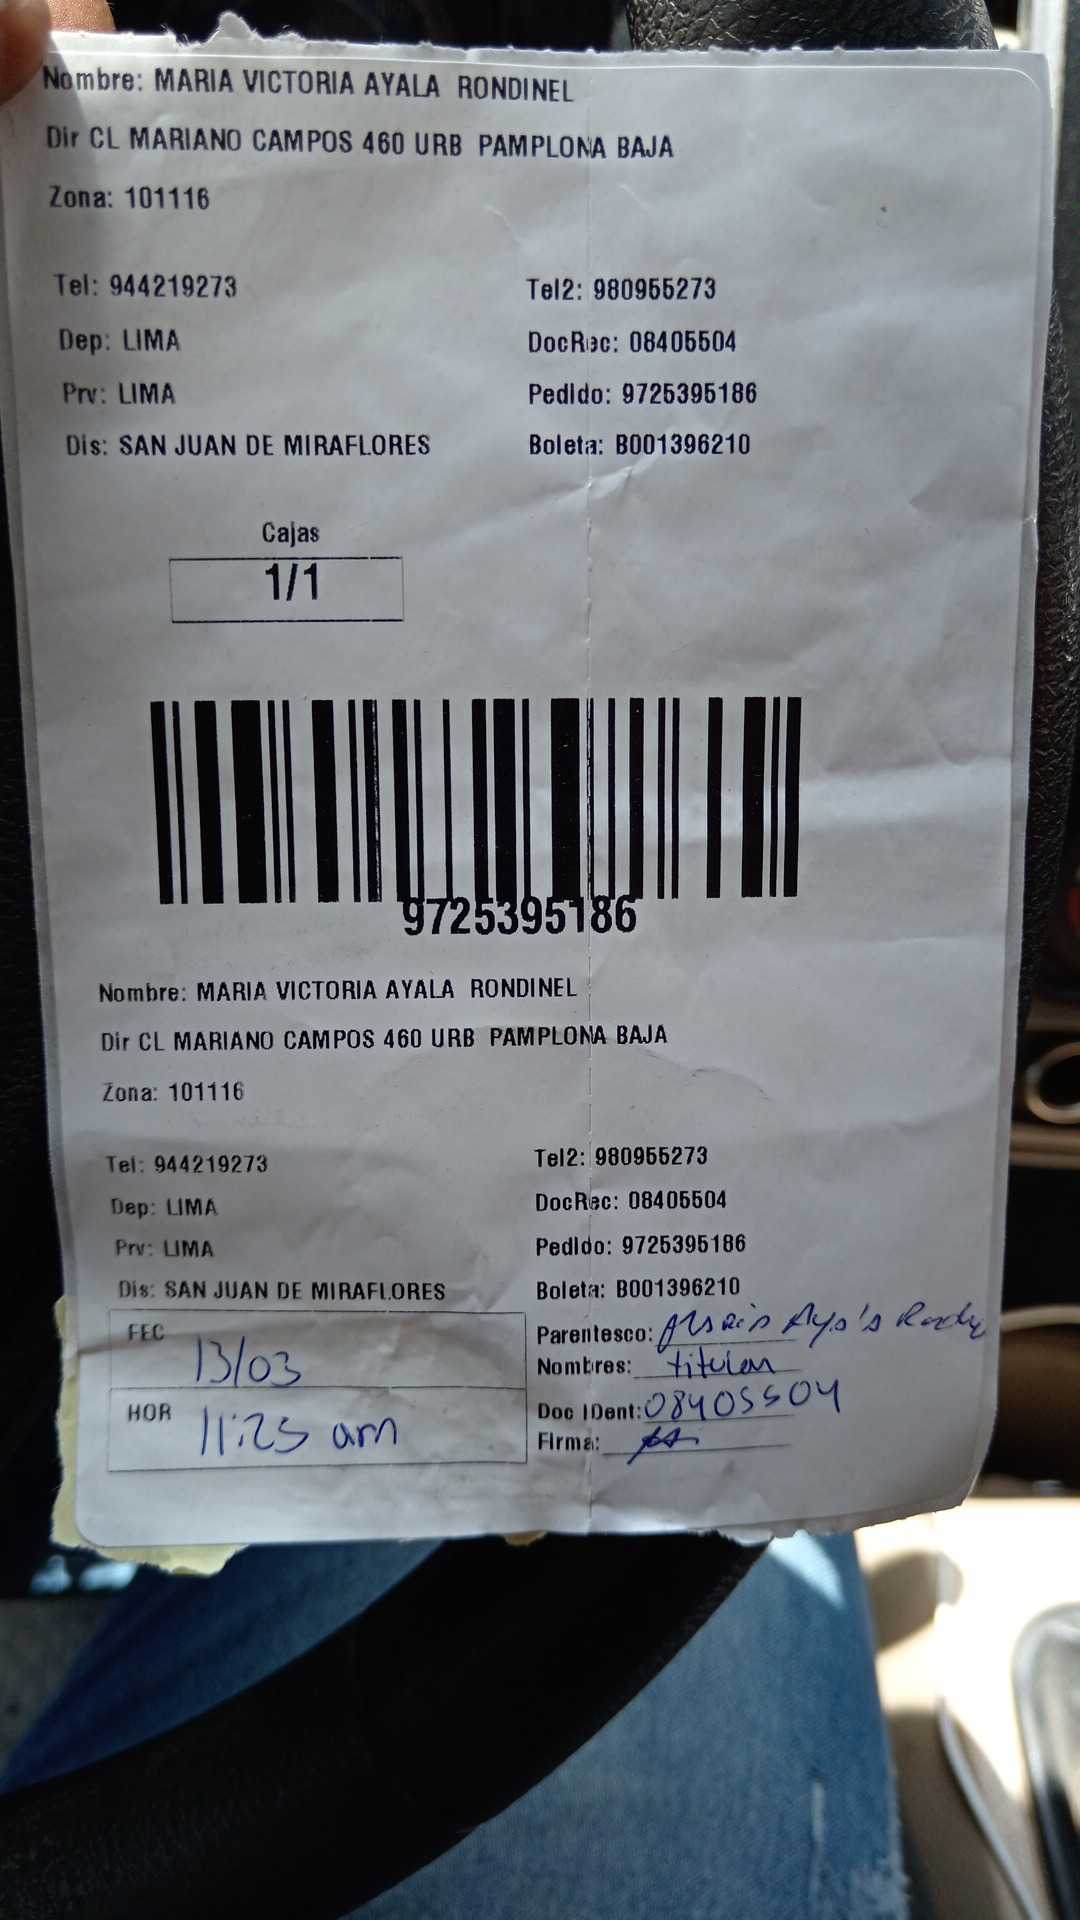 Nombre: MARIA VICTORIA AYALA RONDINEL
Dir CL MARIANO CAMPOS 460 URB PAMPLONA BAJA
Zona: 101116
Tel: 944219273 Tel2: 980955273
Dep: LIMA DocRec: 08405504
Prv: LIMA Pedido: 9725395186
Dis: SAN JUAN DE MIRAFLORES Boleta: B001396210
Cajas
1/1
9725395186
Nombre: MARIA VICTORIA AYALA RONDINEL
Dir CL MARIANO CAMPOS 460 URB PAMPLONA BAJA
Zona: 101116
Tel: 944219273 Tel2: 980955273
Dep: LIMA DocRec: 08405504
Prv: LIMA Pedido: 9725395186
Dis: SAN JUAN DE MIRAFLORES Boleta: B001396210
FEC 13/03 Parentesco:
Nombres: titular
HOR 11:25 am Doc IDent: 08405504
Firma: